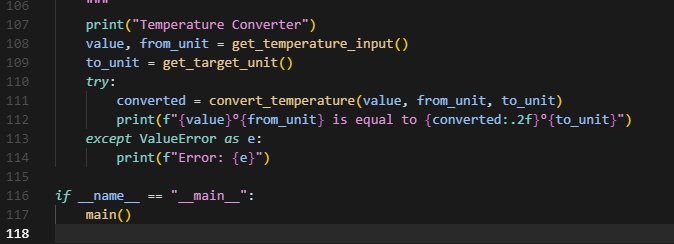 106     """
107     print("Temperature Converter")
108     value, from_unit = get_temperature_input()
109     to_unit = get_target_unit()
110     try:
111         converted = convert_temperature(value, from_unit, to_unit)
112         print(f"{value}°{from_unit} is equal to {converted:.2f}°{to_unit}")
113     except ValueError as e:
114         print(f"Error: {e}")
115
116 if __name__ == "__main__":
117     main()
118